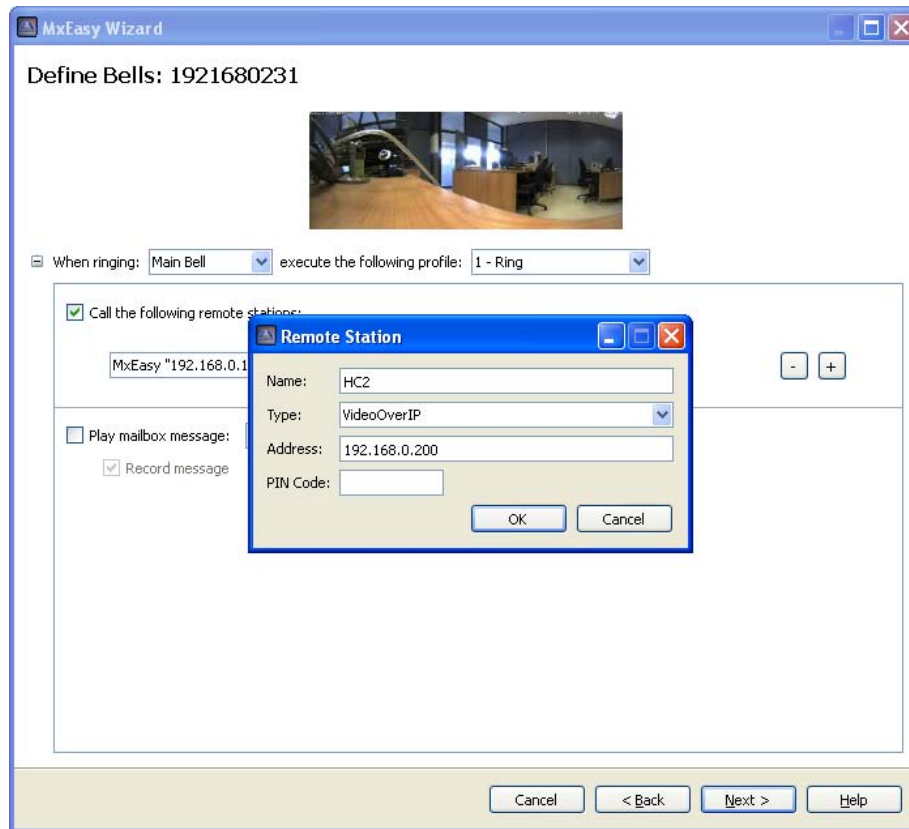 MxEasy Wizard
Define Bells: 1921680231
When ringing: Main Bell execute the following profile: 1 - Ring
Call the following remote stations:
Remote Station
MxEasy "192.168.0.1 - +
Name: HC2
Type: VideoOverIP
Address: 192.168.0.200
PIN Code:
Play mailbox message:
Record message
OK Cancel
Cancel < Back Next > Help